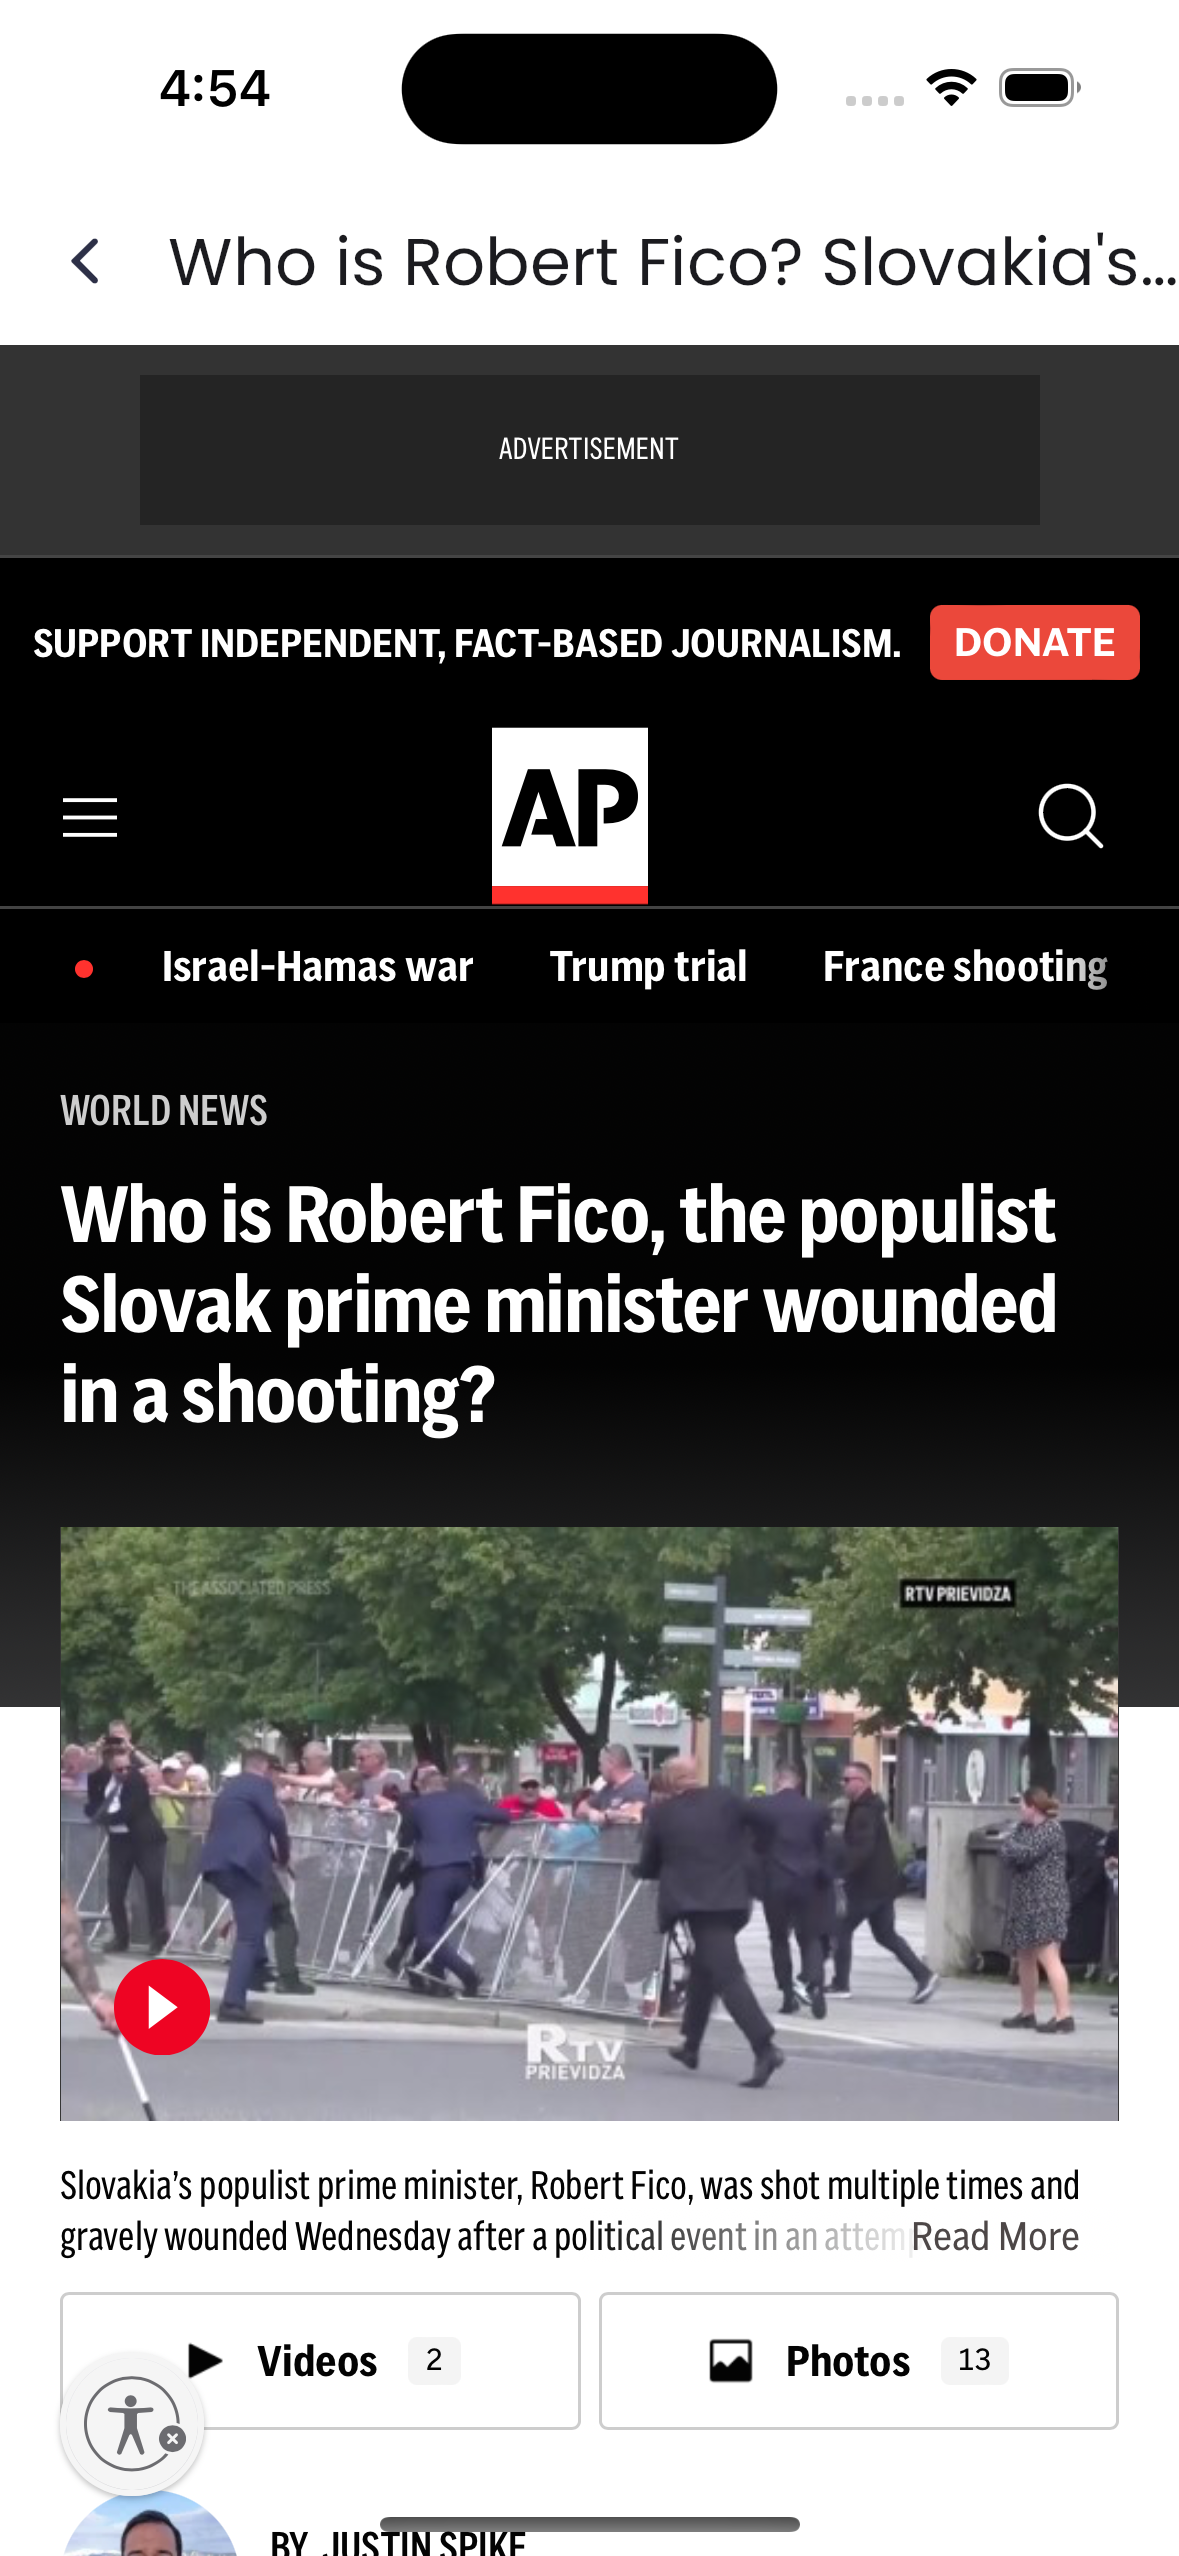 4:54
Who is Robert Fico? Slovakia's...
ADVERTISEMENT
SUPPORT INDEPENDENT, FACT-BASED JOURNALISM.
DONATE
AP
Israel-Hamas war
Trump trial
France shooting
WORLD NEWS
Who is Robert Fico, the populist
Slovak prime minister wounded
in a shooting?
THE ASSOCIATED PRESS
RTV PRIEVIDZA
RTV
PRIEVIDZA
Slovakia’s populist prime minister, Robert Fico, was shot multiple times and
gravely wounded Wednesday after a political event in an attem Read More
Videos 2
Photos 13
BY JUSTIN SPIKE